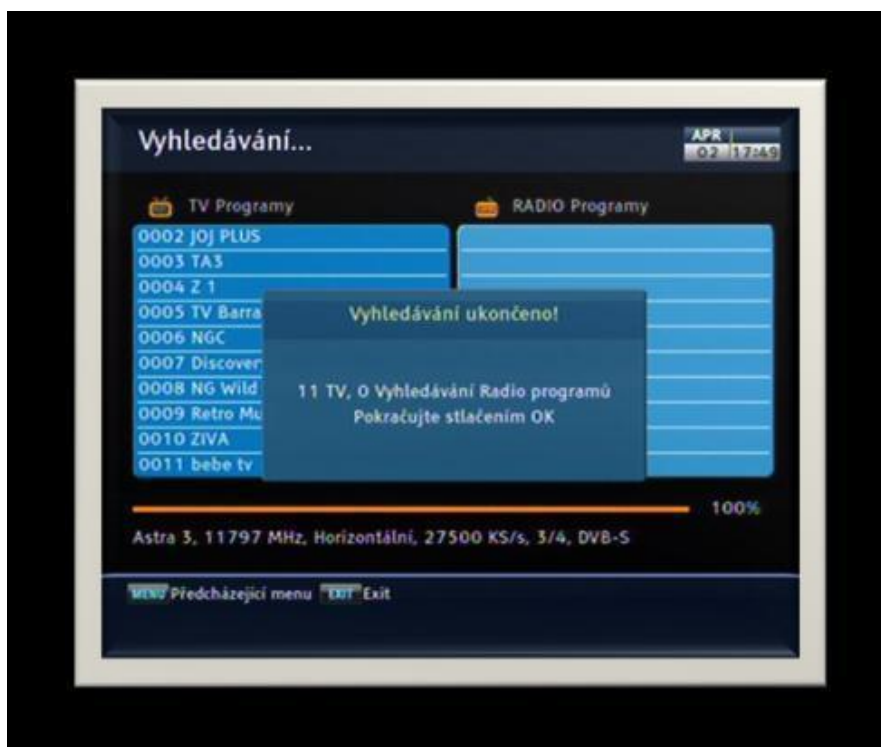 Vyhledávání...
APR
02 17:49
TV Programy
RADIO Programy
0002 JOJ PLUS
0003 TA3
0004 Z 1
0005 TV Barra
0006 NGC
0007 Discover
0008 NG Wild
0009 Retro Mu
0010 ZIVA
0011 bebe tv
Vyhledávání ukončeno!
11 TV, 0 Vyhledávání Radio programů
Pokračujte stlačením OK
100%
Astra 3, 11797 MHz, Horizontální, 27500 KS/s, 3/4, DVB-S
MENU Předcházející menu EXIT Exit